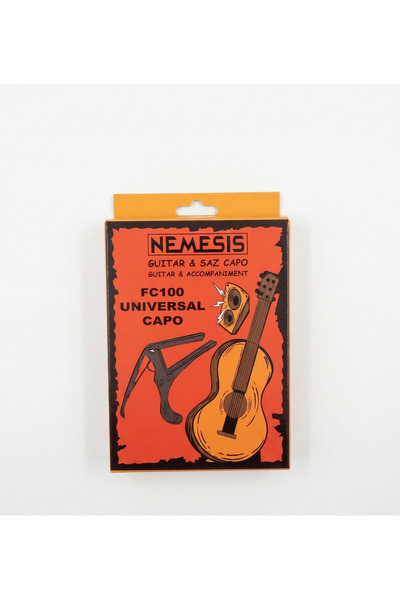 NEMESIS
GUITAR & SAZ CAPO
GUITAR & ACCOMPANIMENT
FC100
UNIVERSAL
CAPO